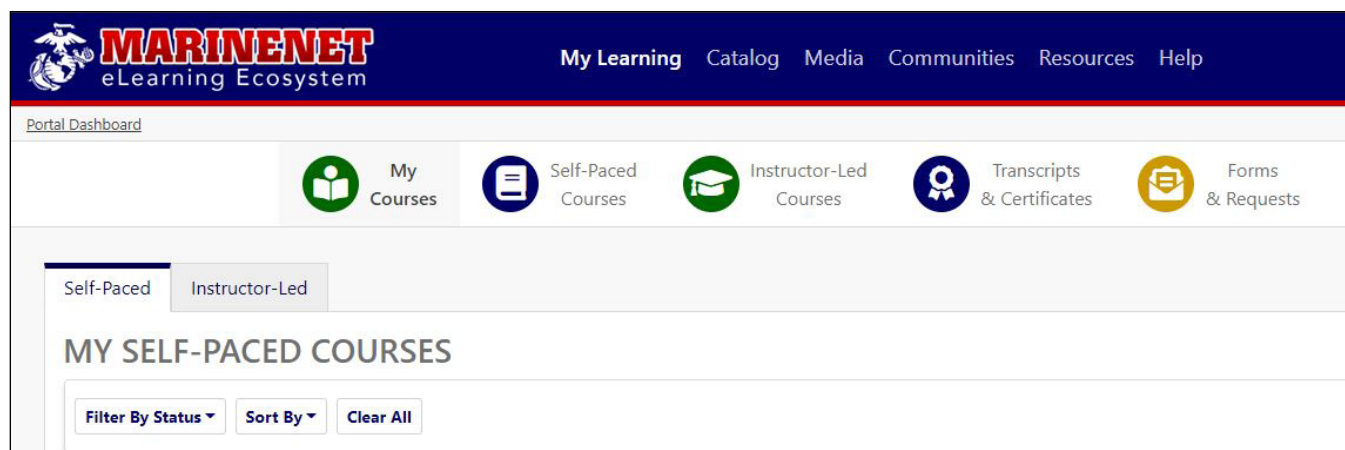 MARINENET
eLearning Ecosystem
My Learning Catalog Media Communities Resources Help
Portal Dashboard
My Courses
Self-Paced Courses
Instructor-Led Courses
Transcripts & Certificates
Forms & Requests
Self-Paced Instructor-Led
MY SELF-PACED COURSES
Filter By Status Sort By Clear All